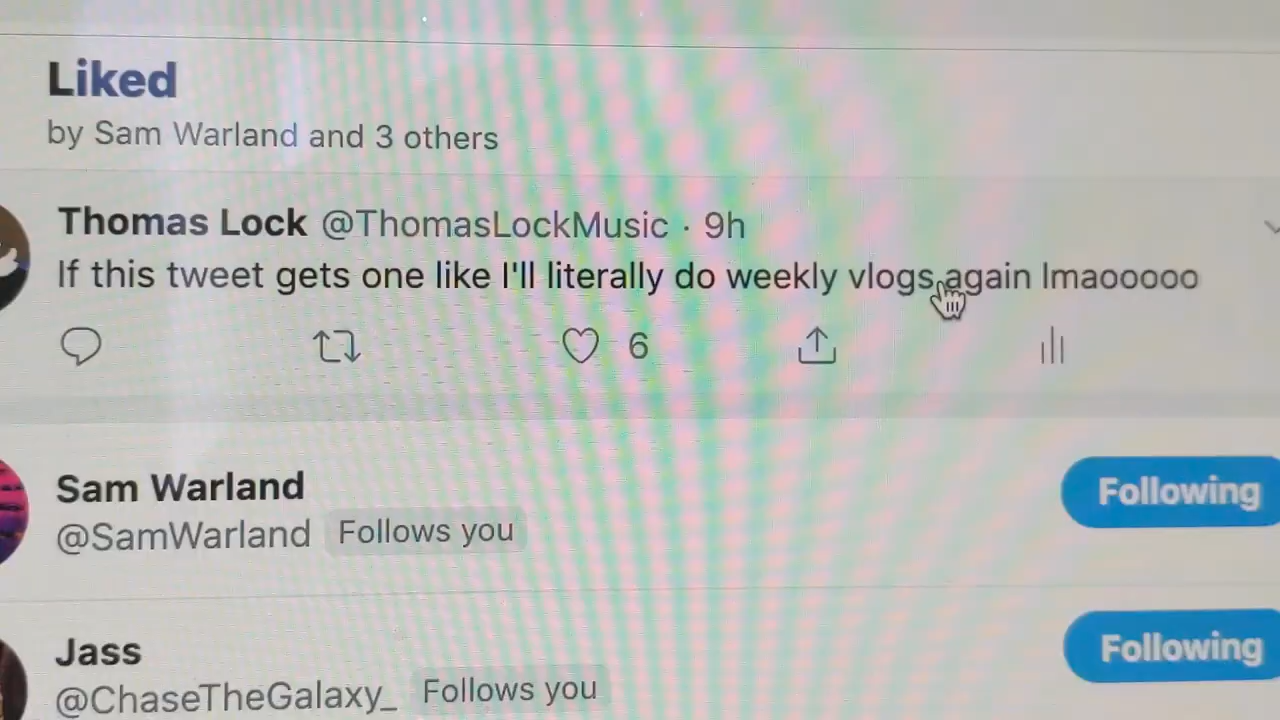 Liked
by Sam Warland and 3 others
Thomas Lock @ThomasLockMusic · 9h
If this tweet gets one like I'll literally do weekly vlogs again lmaooooo
6
Sam Warland
Following
@SamWarland Follows you
Jass
Following
@ChaseTheGalaxy_ Follows you